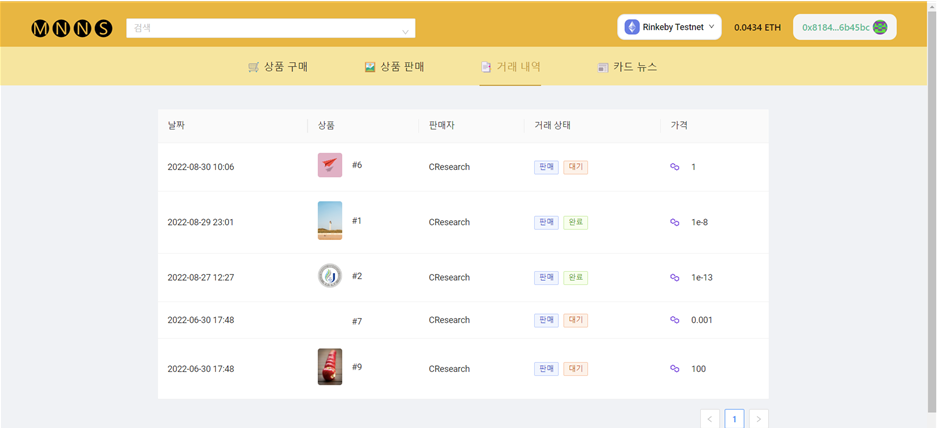 MNNS
검색
Rinkeby Testnet
0.0434 ETH
0x8184...6b45bc
상품 구매
상품 판매
거래 내역
카드 뉴스
날짜 상품 판매자 거래 상태 가격
2022-08-30 10:06 #6 CResearch 판매 대기 1
2022-08-29 23:01 #1 CResearch 판매 완료 1e-8
2022-08-27 12:27 #2 CResearch 판매 완료 1e-13
2022-06-30 17:48 #7 CResearch 판매 대기 0.001
2022-06-30 17:48 #9 CResearch 판매 대기 100
< 1 >